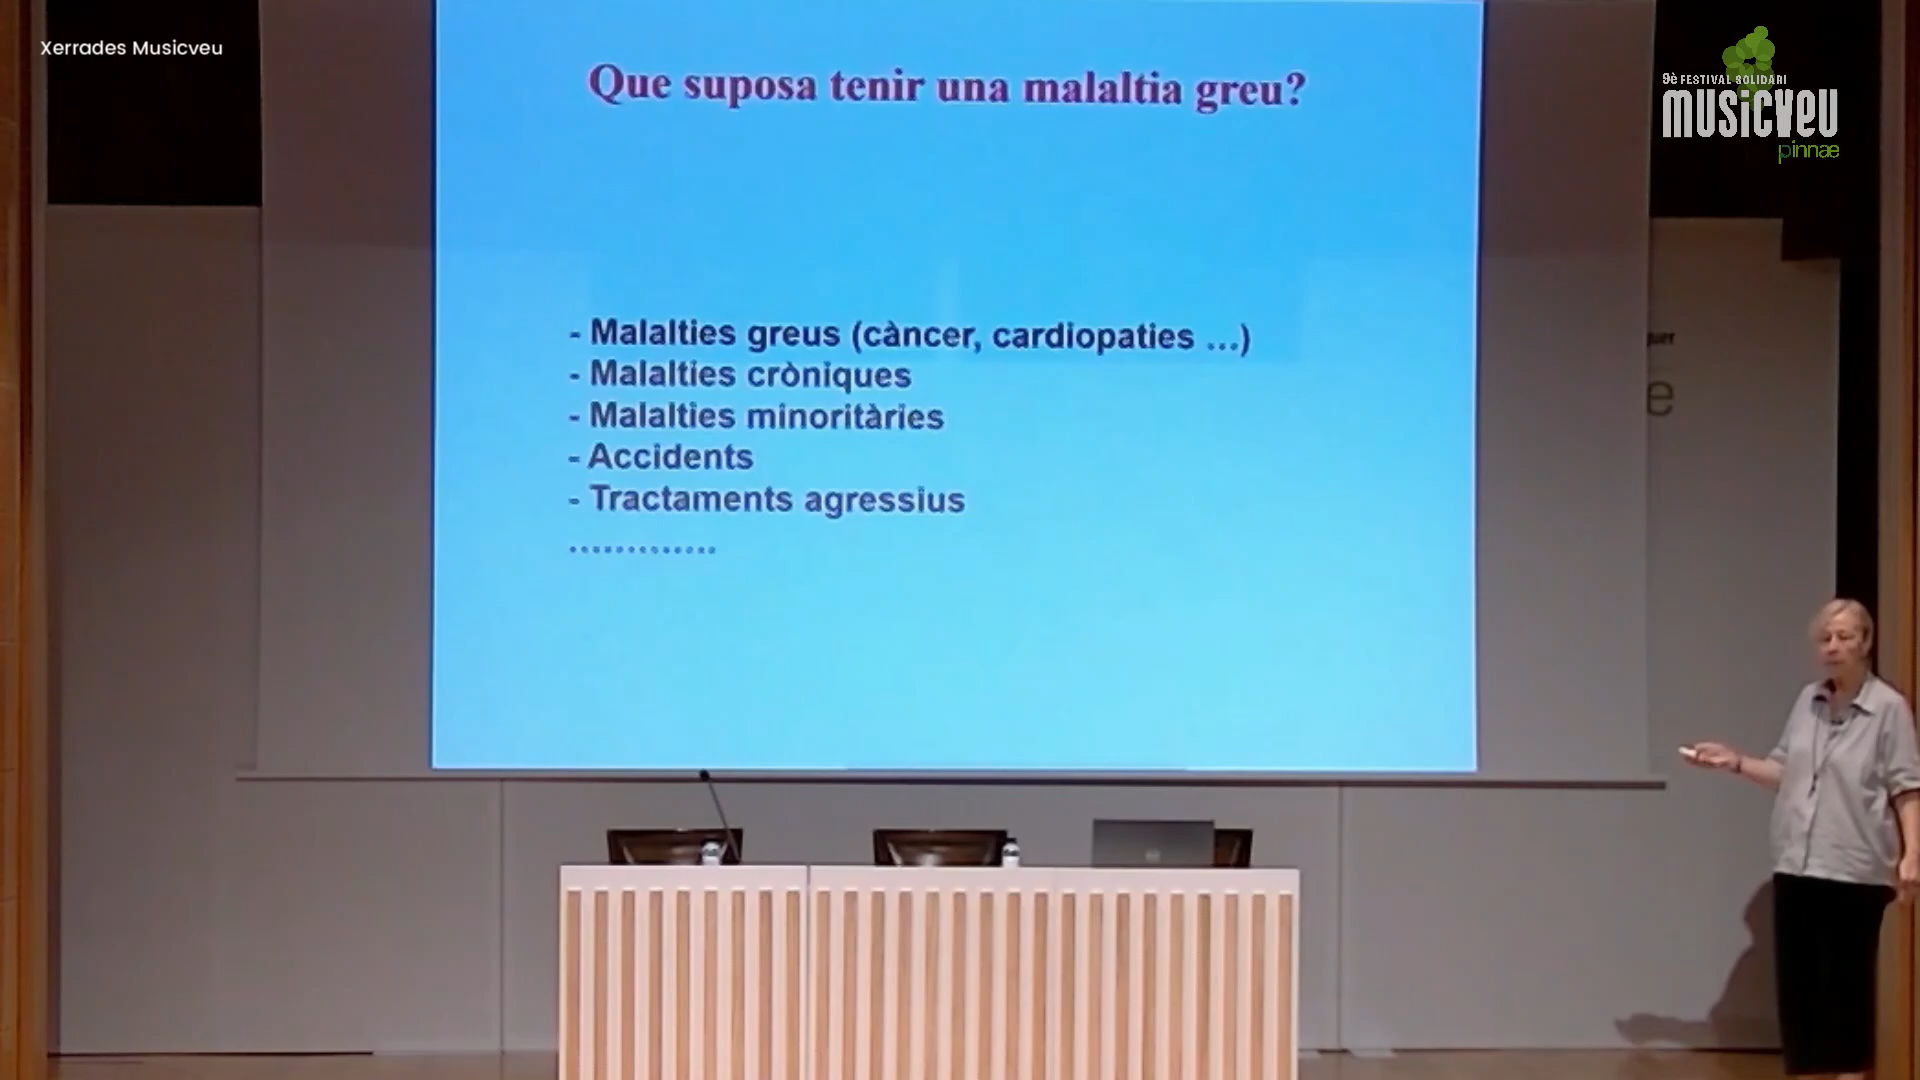 Xerrades Musicveu
9è FESTIVAL SOLIDARI
musicveu
pinnae
Que suposa tenir una malaltia greu?
- Malalties greus (càncer, cardiopaties ...)
- Malalties cròniques
- Malalties minoritàries
- Accidents
- Tractaments agressius
.............